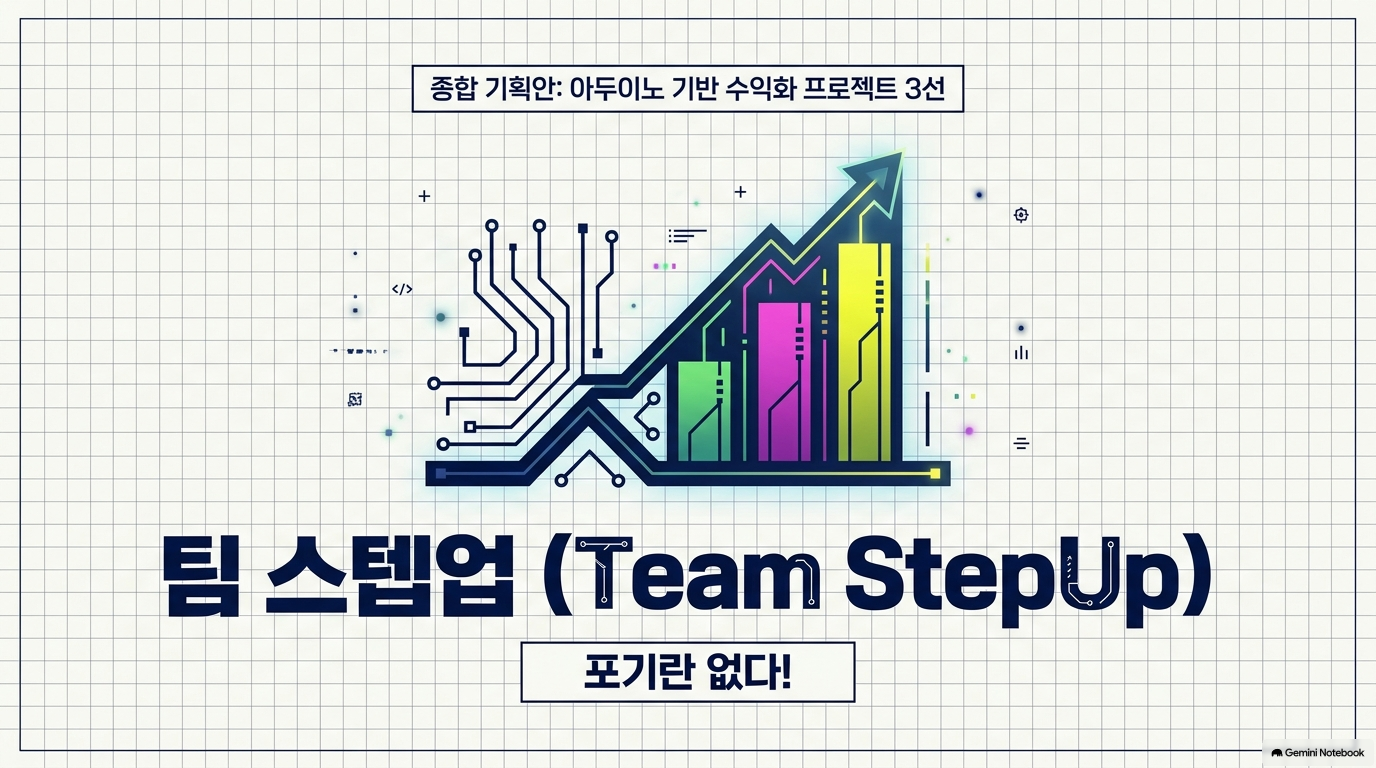 종합 기획안: 아두이노 기반 수익화 프로젝트 3선
</>
팀 스텝업 (Team StepUp)
포기란 없다!
Gemini Notebook